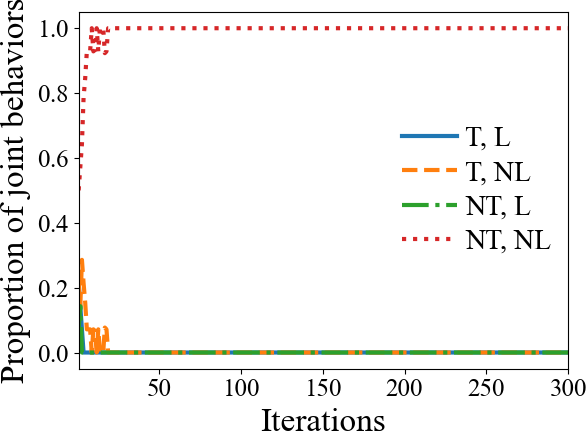 Proportion of joint behaviors
1.0
0.8
0.6
0.4
0.2
0.0
T, L
T, NL
NT, L
NT, NL
50
100
150
200
250
300
Iterations